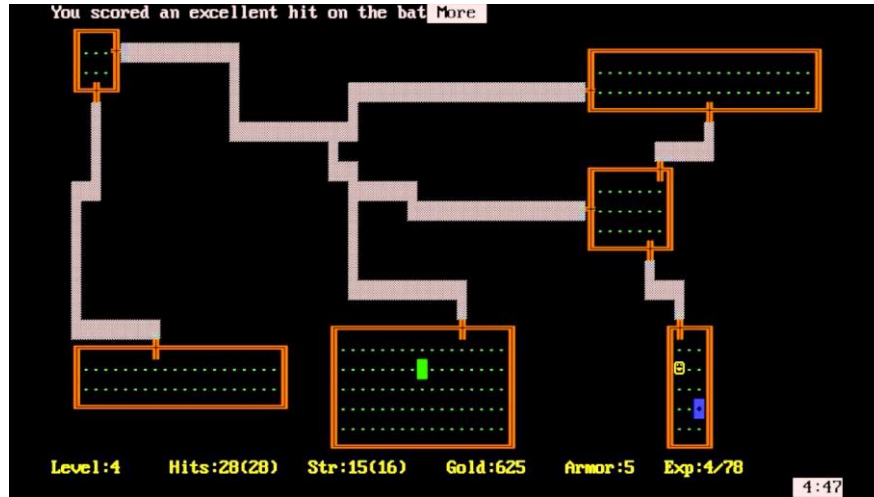 You scored an excellent hit on the bat More
Level:4 Hits:28(28) Str:15(16) Gold:625 Armor:5 Exp:4/78
4:47